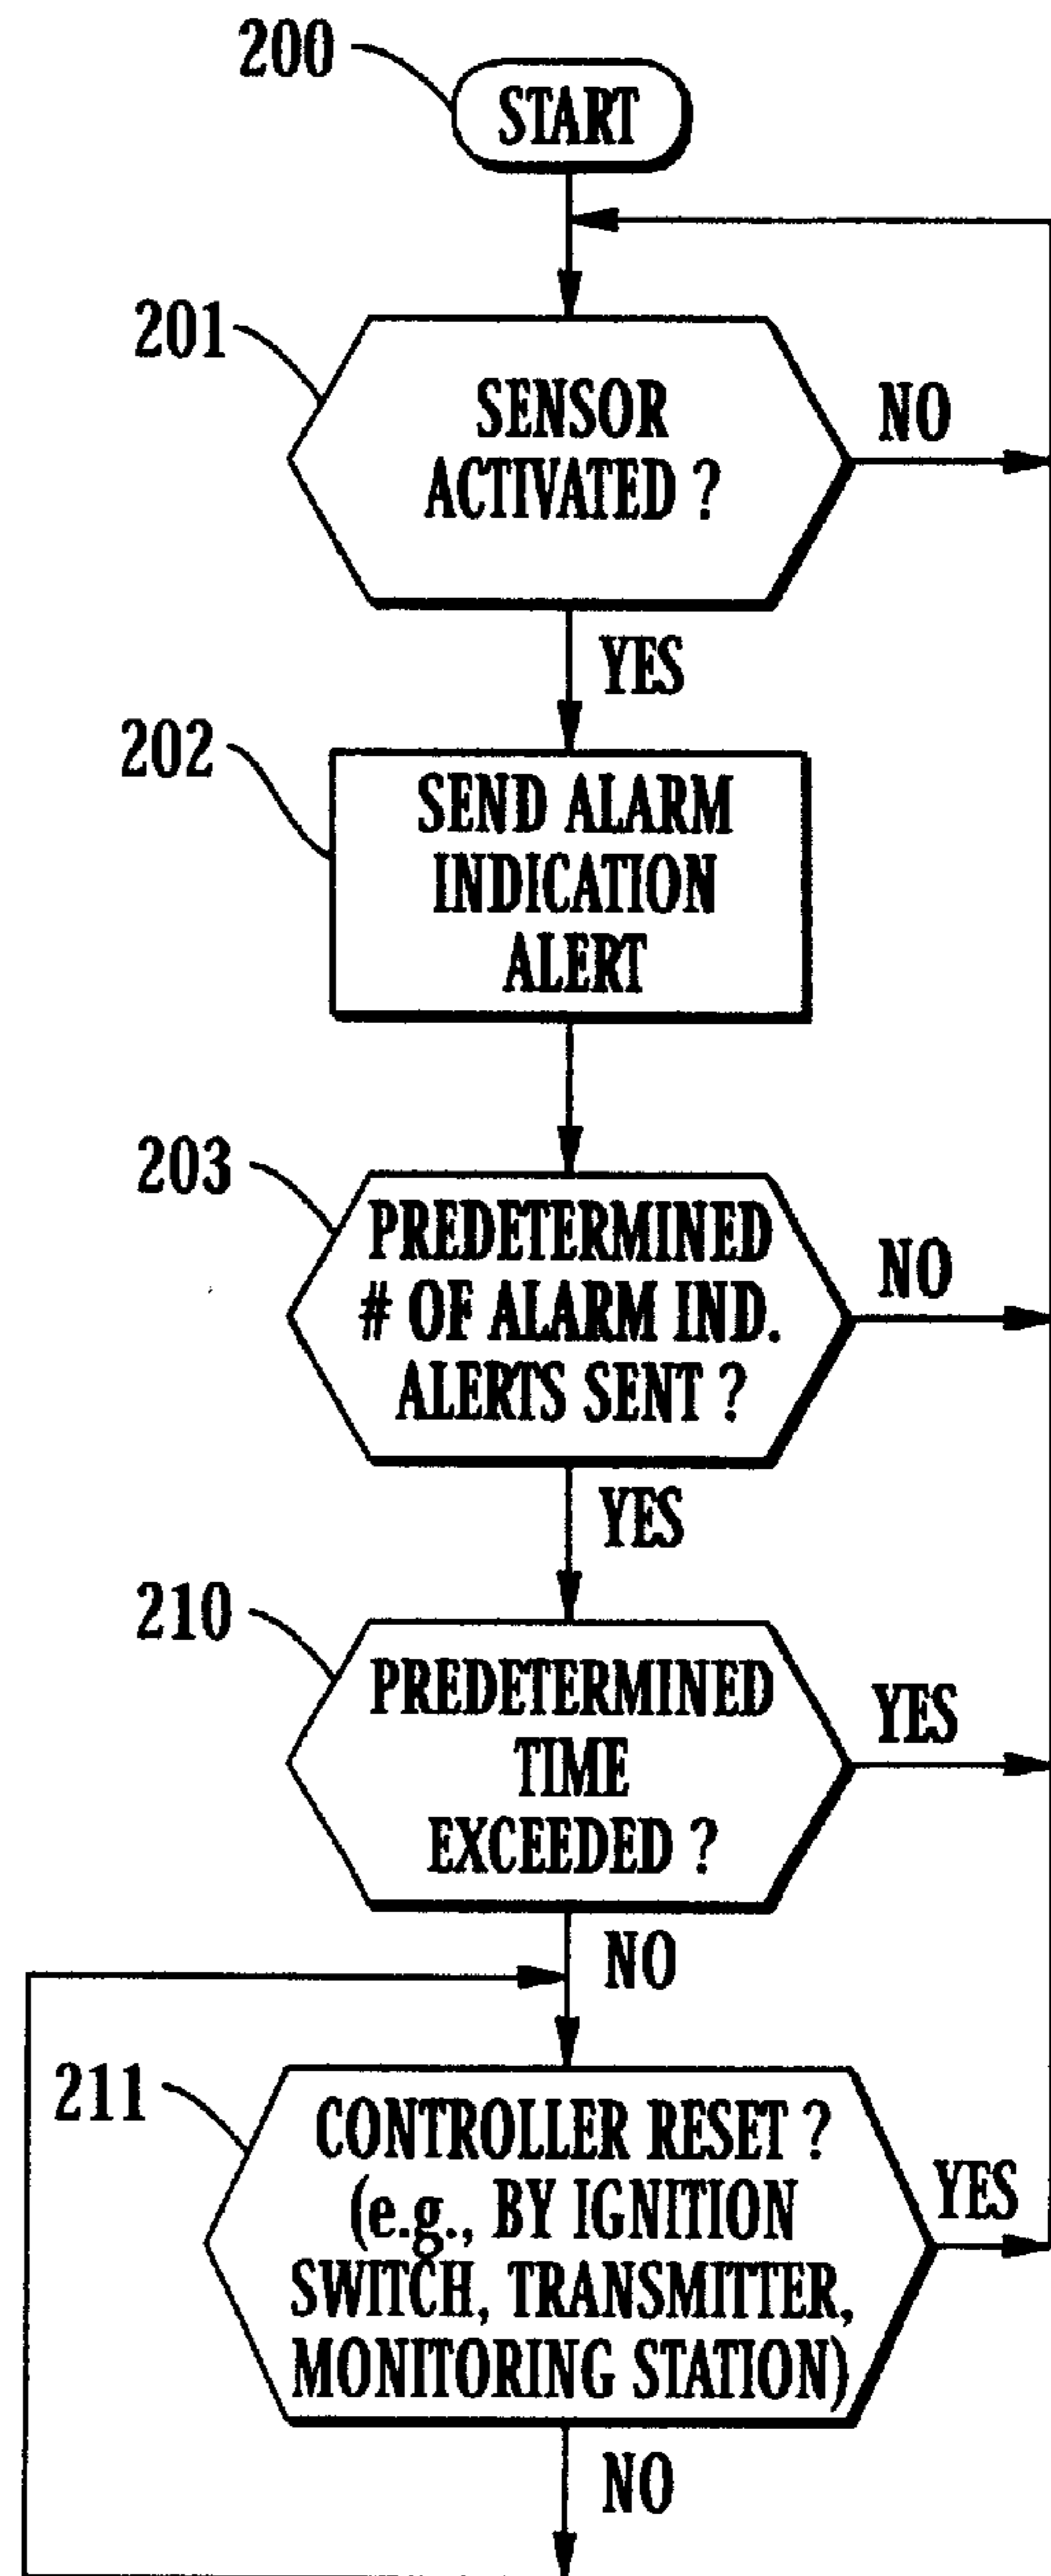 200
START
201
SENSOR
ACTIVATED ?
NO
YES
202
SEND ALARM
INDICATION
ALERT
203
PREDETERMINED
# OF ALARM IND.
ALERTS SENT ?
NO
YES
210
PREDETERMINED
TIME
EXCEEDED ?
YES
NO
211
CONTROLLER RESET ?
(e.g., BY IGNITION
SWITCH, TRANSMITTER,
MONITORING STATION)
YES
NO